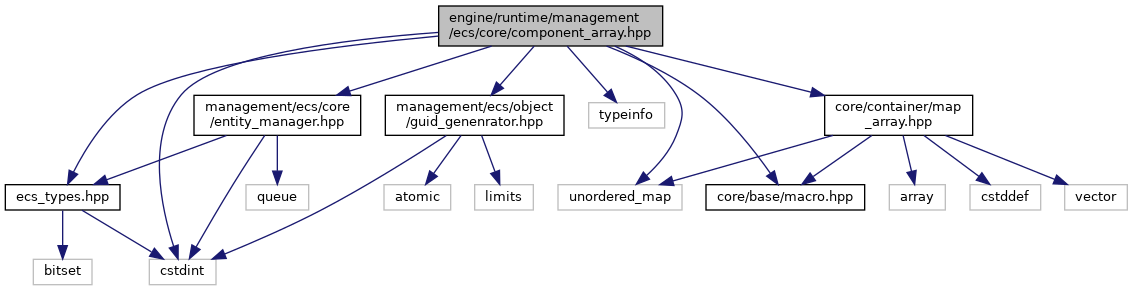 engine/runtime/management
/ecs/core/component_array.hpp
management/ecs/core
/entity_manager.hpp
management/ecs/object
/guid_genenrator.hpp
typeinfo
core/container/map
_array.hpp
ecs_types.hpp
queue
atomic
limits
unordered_map
core/base/macro.hpp
array
cstddef
vector
bitset
cstdint